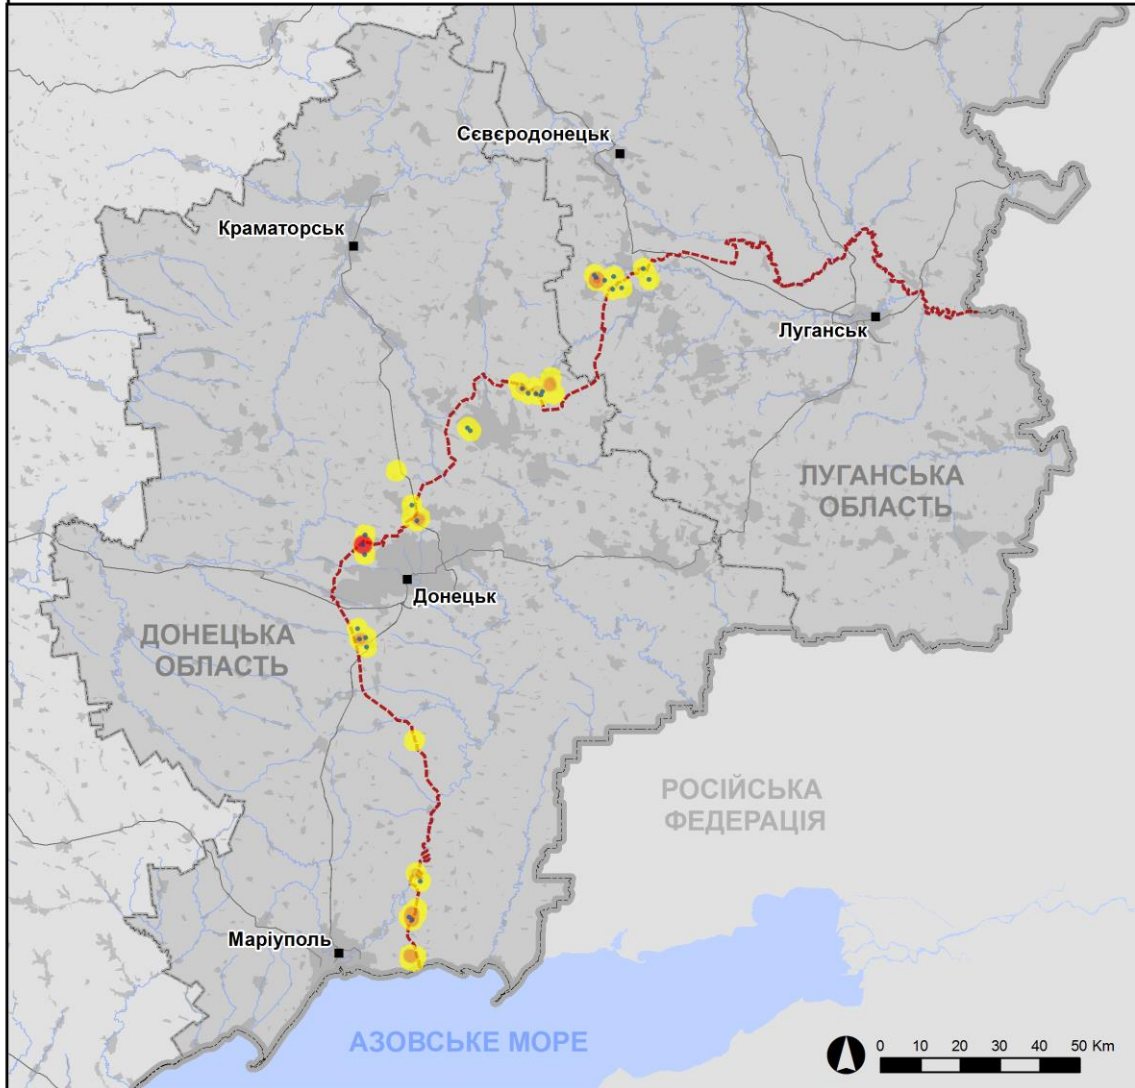 Сєвєродонецьк
Краматорськ
Луганськ
ЛУГАНСЬКА
ОБЛАСТЬ
Донецьк
ДОНЕЦЬКА
ОБЛАСТЬ
РОСІЙСЬКА
ФЕДЕРАЦІЯ
Маріуполь
АЗОВСЬКЕ МОРЕ
0 10 20 30 40 50 Km